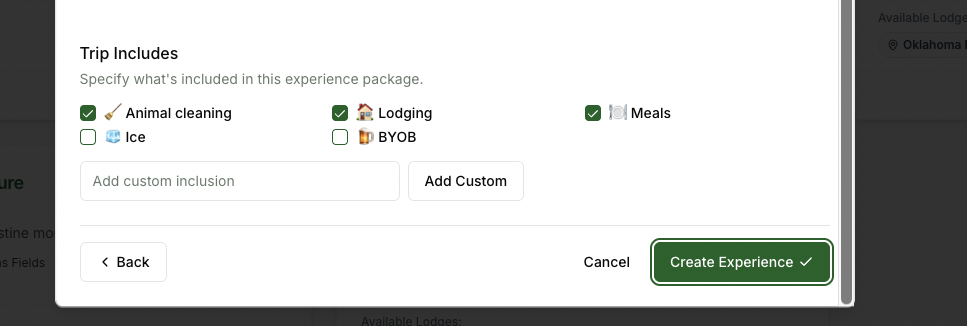 Available Lodge
Oklahoma
Trip Includes
Specify what's included in this experience package.
Animal cleaning
Lodging
Meals
Ice
BYOB
Add custom inclusion
Add Custom
ure
stine mo
s Fields
Back
Cancel
Create Experience
Available Lodges: